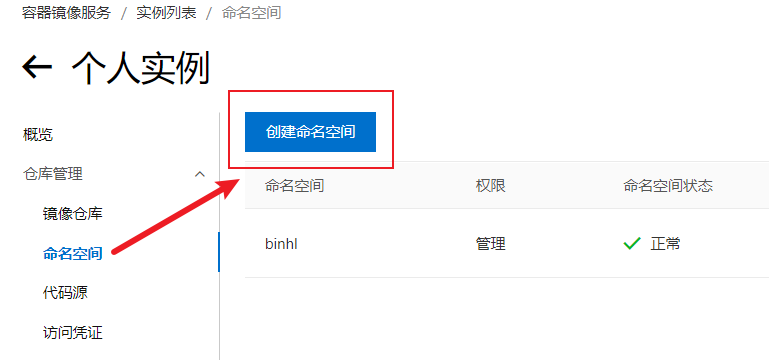 容器镜像服务 / 实例列表 / 命名空间
个人实例
概览
仓库管理
镜像仓库
命名空间
代码源
访问凭证
创建命名空间
命名空间 权限 命名空间状态
binhl 管理 正常